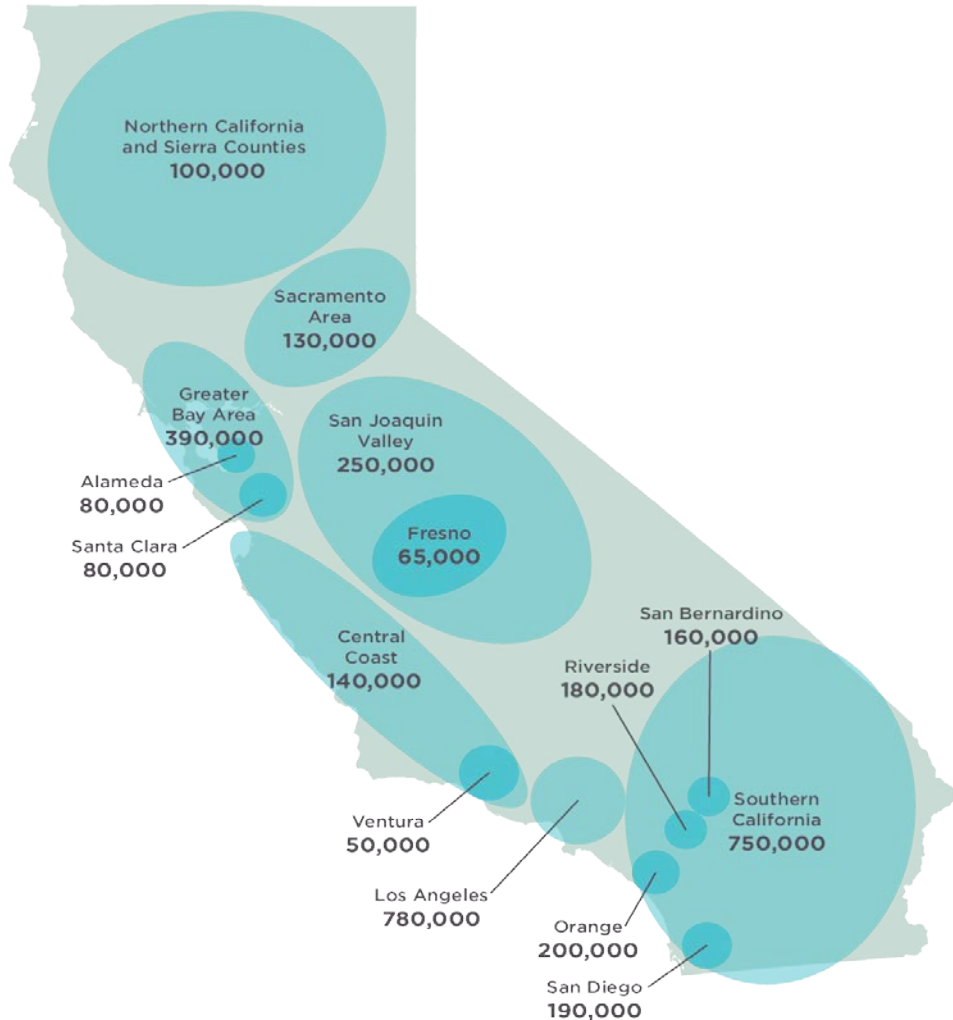 Northern California
and Sierra Counties
100,000
Sacramento
Area
130,000
Greater
Bay Area
390,000
San Joaquin
Valley
250,000
Alameda
80,000
Santa Clara
80,000
Fresno
65,000
Central
Coast
140,000
San Bernardino
160,000
Riverside
180,000
Southern
California
750,000
Ventura
50,000
Los Angeles
780,000
Orange
200,000
San Diego
190,000